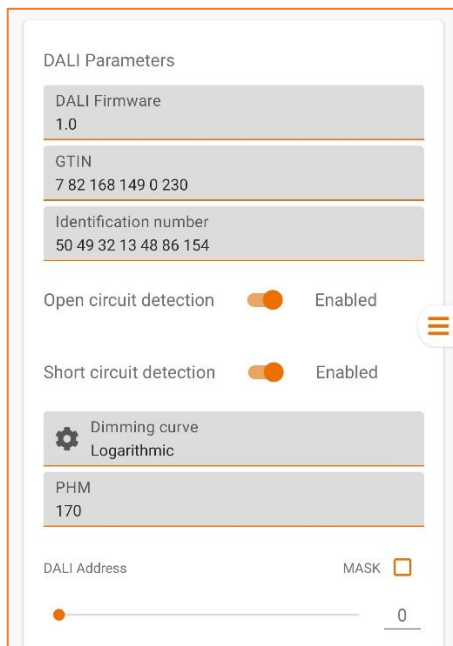 DALI Parameters
DALI Firmware
1.0
GTIN
7 82 168 149 0 230
Identification number
50 49 32 13 48 86 154
Open circuit detection Enabled
Short circuit detection Enabled
Dimming curve
Logarithmic
PHM
170
DALI Address MASK
0